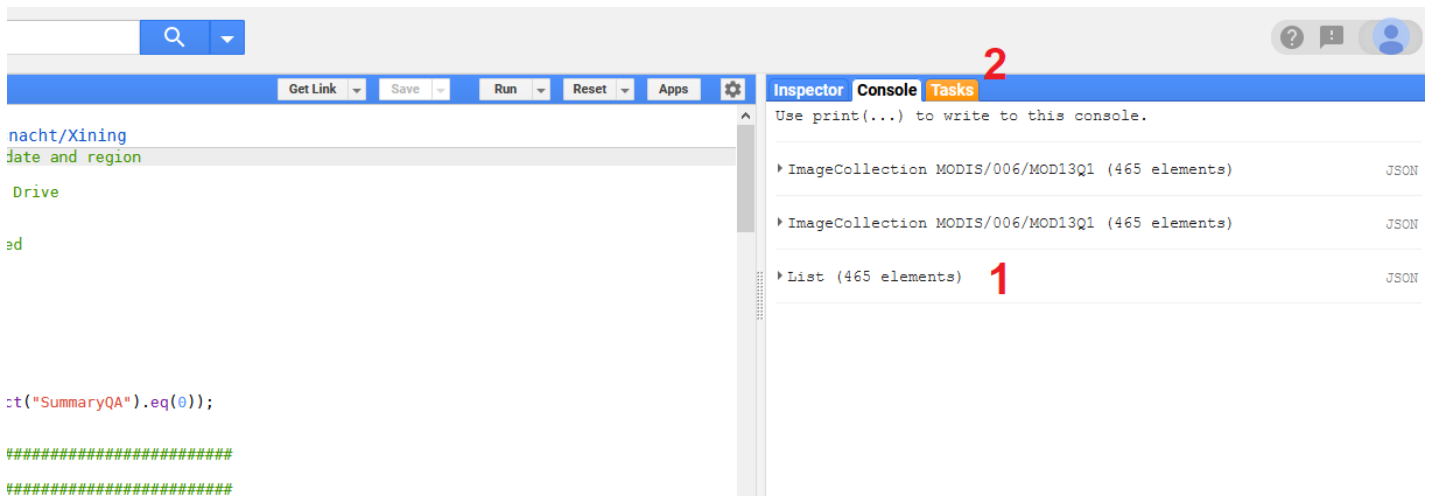 Get Link Save Run Reset Apps
2
Inspector Console Tasks
nacht/Xining
date and region
Drive
ed
ct("SummaryQA").eq(0));
##########################
##########################
Use print(...) to write to this console.
ImageCollection MODIS/006/MOD13Q1 (465 elements) JSON
ImageCollection MODIS/006/MOD13Q1 (465 elements) JSON
List (465 elements) 1 JSON